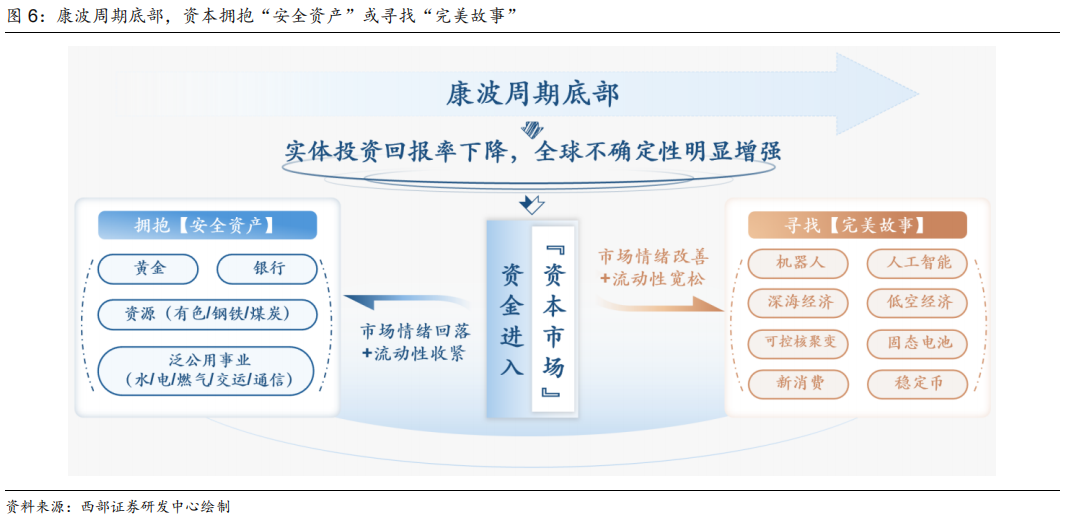 图 6：康波周期底部，资本拥抱“安全资产”或寻找“完美故事”
康波周期底部
实体投资回报率下降，全球不确定性明显增强
拥抱【安全资产】
黄金
银行
资源（有色/钢铁/煤炭）
泛公用事业
（水/电/燃气/交运/通信）
市场情绪回落
+流动性收紧
资金进入
『资本市场』
市场情绪改善
+流动性宽松
寻找【完美故事】
机器人
人工智能
深海经济
低空经济
可控核聚变
固态电池
新消费
稳定币
资料来源：西部证券研发中心绘制